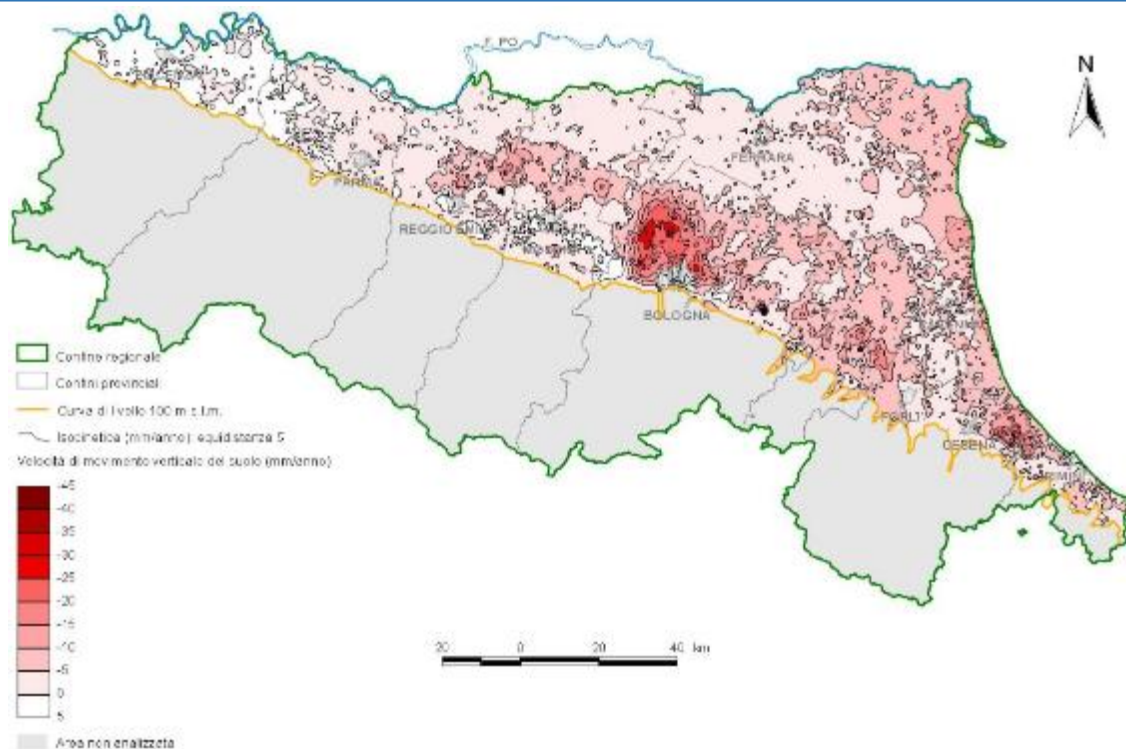 F. PO
N
FERRARA
PARMA
REGGIO EMILIA
BOLOGNA
FORLI'
CESENA
RIMINI
Confine regionale
Confini provinciali
Curva di livello 100 m s.l.m.
Isocinetica (mm/anno): equidistanza 5
Velocità di movimento verticale del suolo (mm/anno)
-45
-40
-35
-30
-25
-20
-15
-10
-5
0
5
Area non analizzata
20 0 20 40 km